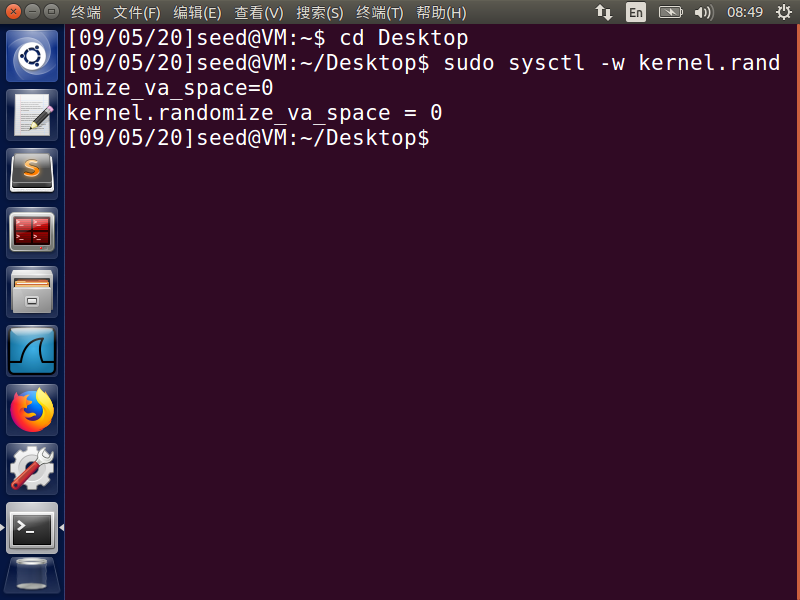 终端 文件(F) 编辑(E) 查看(V) 搜索(S) 终端(T) 帮助(H) En 08:49
[09/05/20]seed@VM:~$ cd Desktop
[09/05/20]seed@VM:~/Desktop$ sudo sysctl -w kernel.rand
omize_va_space=0
kernel.randomize_va_space = 0
[09/05/20]seed@VM:~/Desktop$